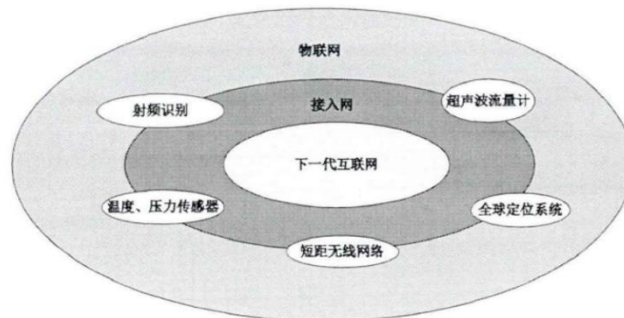 物联网
射频识别
接入网
超声波流量计
下一代互联网
温度、压力传感器
全球定位系统
短距无线网络